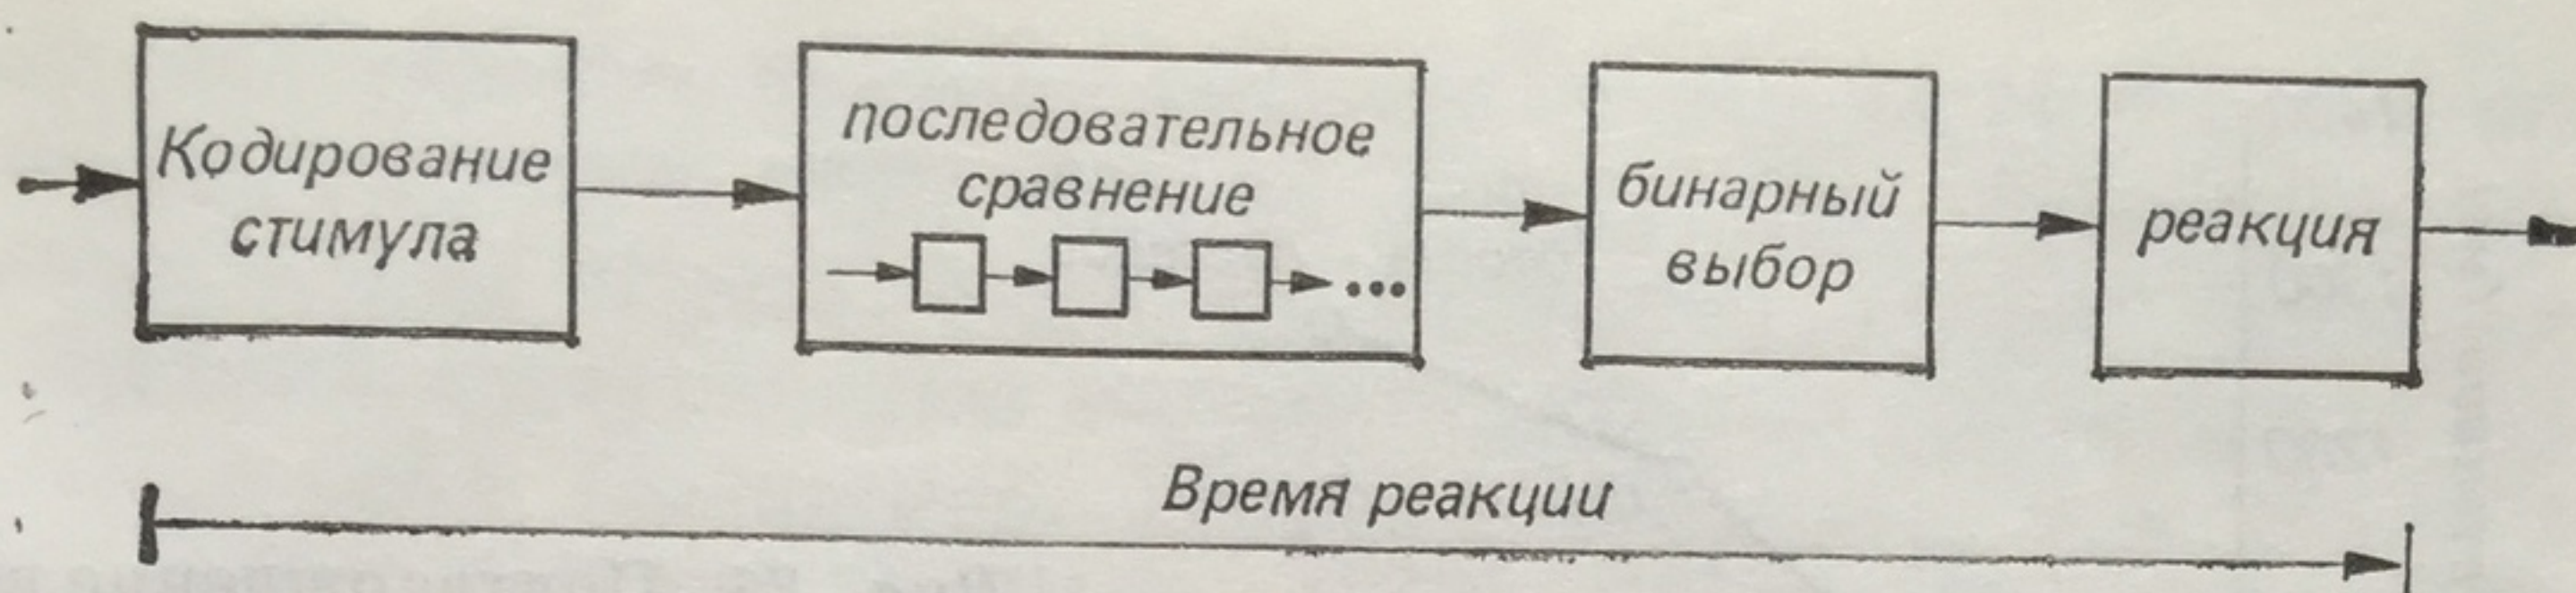 Кодирование
стимула
последовательное
сравнение
...
бинарный
выбор
реакция
Время реакции